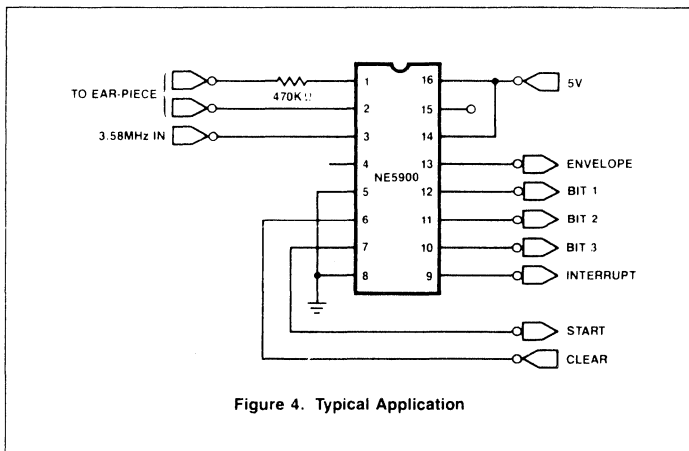 TO EAR-PIECE
470KΩ
3.58MHz IN
1
2
3
4
5
6
7
8
NE5900
16
15
14
13
12
11
10
9
5V
ENVELOPE
BIT 1
BIT 2
BIT 3
INTERRUPT
START
CLEAR
Figure 4. Typical Application